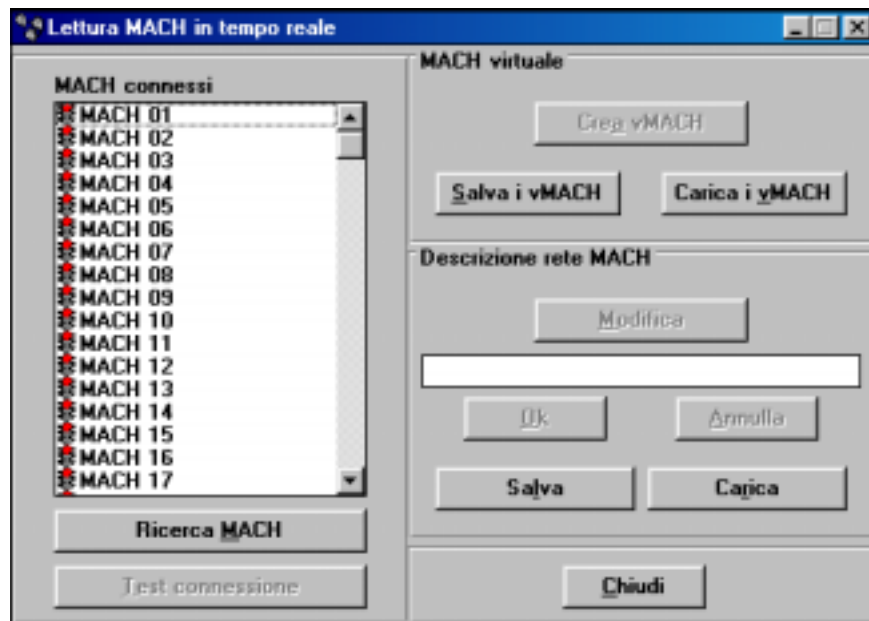 Lettura MACH in tempo reale
MACH connessi
MACH 01
MACH 02
MACH 03
MACH 04
MACH 05
MACH 06
MACH 07
MACH 08
MACH 09
MACH 10
MACH 11
MACH 12
MACH 13
MACH 14
MACH 15
MACH 16
MACH 17
Ricerca MACH
Test connessione
MACH virtuale
Crea vMACH
Salva i vMACH
Carica i vMACH
Descrizione rete MACH
Modifica
Ok
Annulla
Salva
Carica
Chiudi